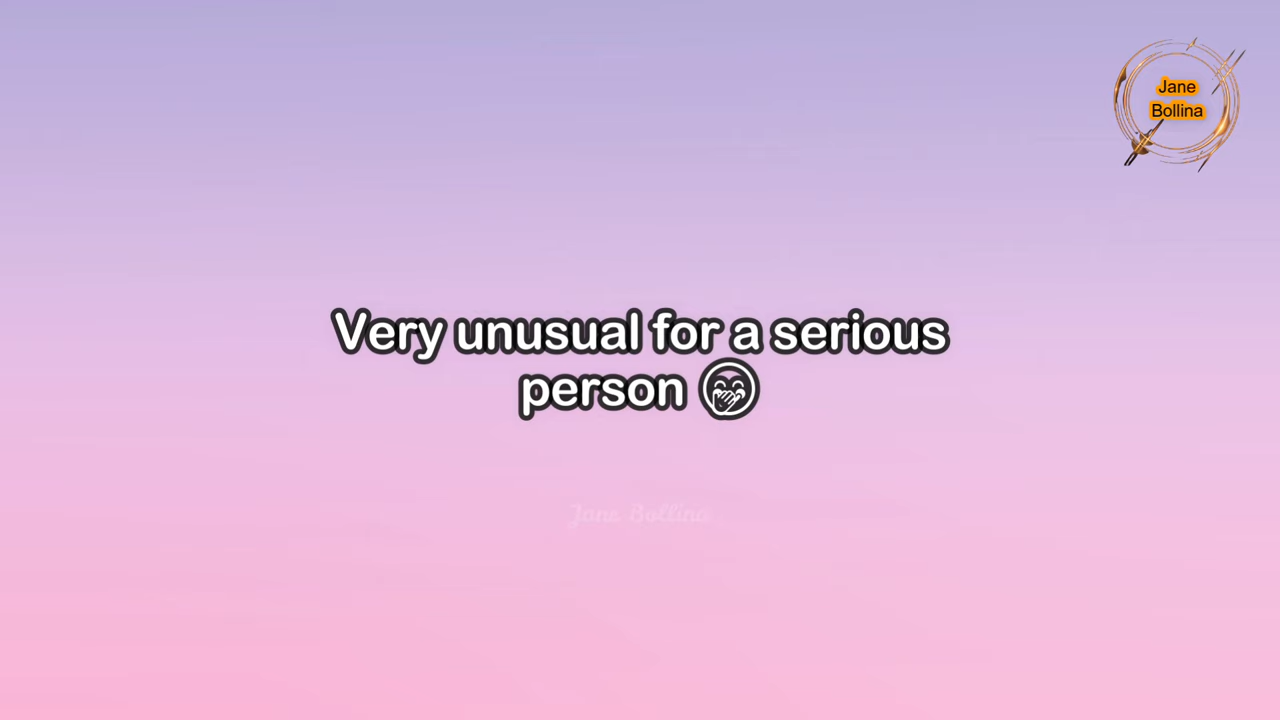 Jane
Bollina
Very unusual for a serious
person 🤭
Jane Bollina